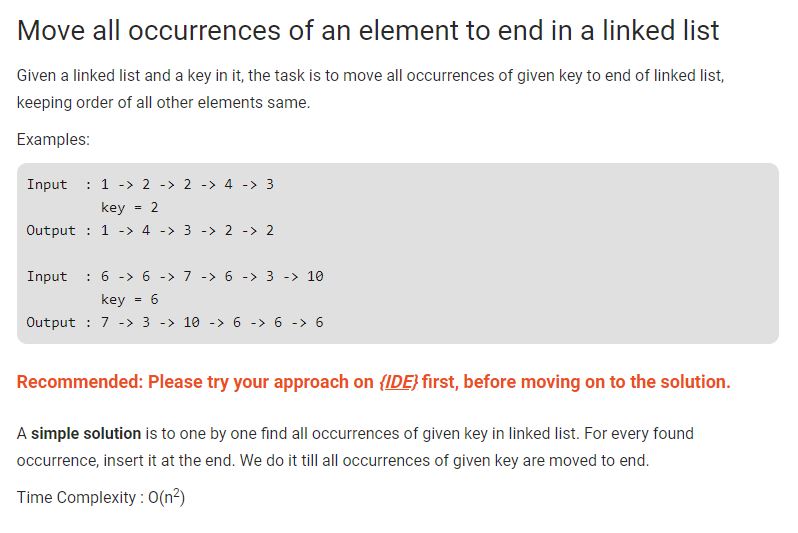 Move all occurrences of an element to end in a linked list
Given a linked list and a key in it, the task is to move all occurrences of given key to end of linked list,
keeping order of all other elements same.
Examples:
Input  : 1 -> 2 -> 2 -> 4 -> 3
         key = 2
Output : 1 -> 4 -> 3 -> 2 -> 2
Input  : 6 -> 6 -> 7 -> 6 -> 3 -> 10
         key = 6
Output : 7 -> 3 -> 10 -> 6 -> 6 -> 6
Recommended: Please try your approach on {IDE} first, before moving on to the solution.
A simple solution is to one by one find all occurrences of given key in linked list. For every found
occurrence, insert it at the end. We do it till all occurrences of given key are moved to end.
Time Complexity : O(n²)